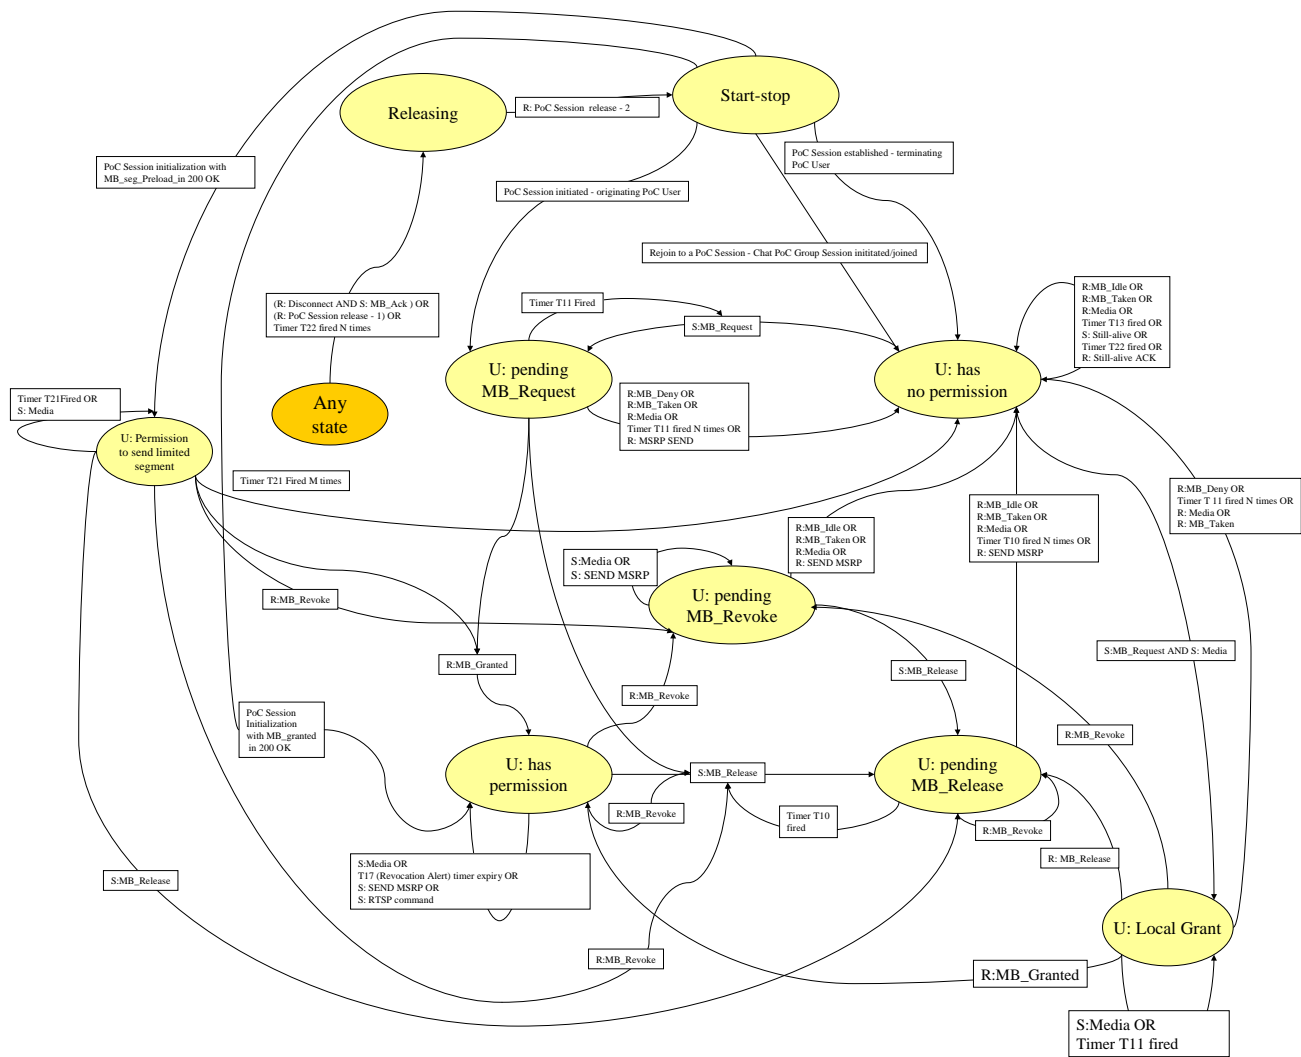 Start-stop
Releasing
R: PoC Session release - 2
PoC Session established - terminating
PoC User
PoC Session initialization with
MB_seg_Preload_in 200 OK
PoC Session initiated - originating PoC User
Rejoin to a PoC Session - Chat PoC Group Session inititated/joined
(R: Disconnect AND S: MB_Ack ) OR
(R: PoC Session release - 1) OR
Timer T22 fired N times
Timer T11 Fired
S:MB_Request
R:MB_Idle OR
R:MB_Taken OR
R:Media OR
Timer T13 fired OR
S: Still-alive OR
Timer T22 fired OR
R: Still-alive ACK
U: pending
MB_Request
U: has
no permission
Any
state
Timer T21Fired OR
S: Media
R:MB_Deny OR
R:MB_Taken OR
R:Media OR
Timer T11 fired N times OR
R: MSRP SEND
U: Permission
to send limited
segment
Timer T21 Fired M times
R:MB_Deny OR
Timer T 11 fired N times OR
R: Media OR
R: MB_Taken
R:MB_Idle OR
R:MB_Taken OR
R:Media OR
Timer T10 fired N times OR
R: SEND MSRP
R:MB_Idle OR
R:MB_Taken OR
R:Media OR
R: SEND MSRP
S:Media OR
S: SEND MSRP
U: pending
MB_Revoke
R:MB_Revoke
R:MB_Granted
S:MB_Release
S:MB_Request AND S: Media
R:MB_Revoke
PoC Session
Initialization
with MB_granted
in 200 OK
R:MB_Revoke
U: has
permission
S:MB_Release
U: pending
MB_Release
R:MB_Revoke
Timer T10
fired
R:MB_Revoke
R: MB_Release
S:Media OR
T17 (Revocation Alert) timer expiry OR
S: SEND MSRP OR
S: RTSP command
S:MB_Release
U: Local Grant
R:MB_Revoke
R:MB_Granted
S:Media OR
Timer T11 fired